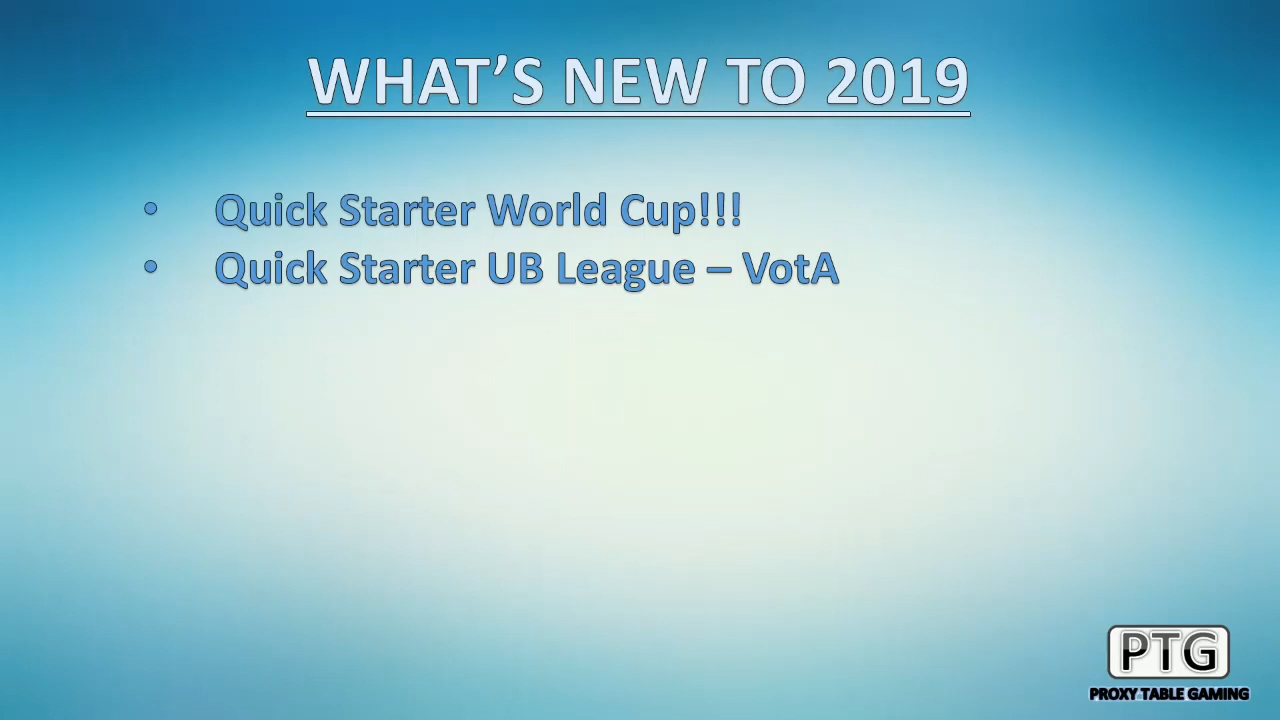 WHAT’S NEW TO 2019
• Quick Starter World Cup!!!
• Quick Starter UB League – VotA
PTG
PROXY TABLE GAMING